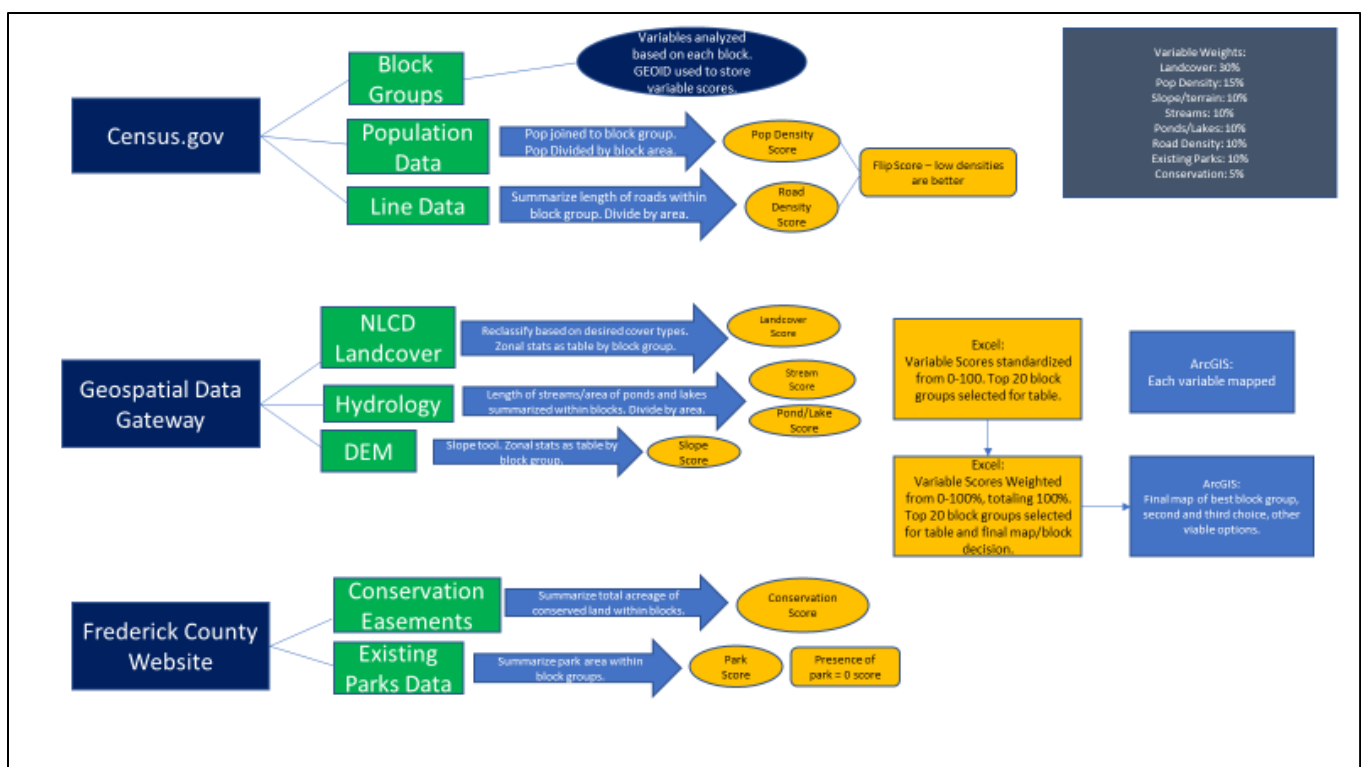 Census.gov
Block
Groups
Variables analyzed
based on each block.
GEOID used to store
variable scores.
Population
Data
Pop joined to block group.
Pop Divided by block area.
Pop Density
Score
Line Data
Summarize length of roads within
block group. Divide by area.
Road
Density
Score
Flip Score – low densities
are better
Variable Weights:
Landcover: 30%
Pop Density: 15%
Slope/terrain: 10%
Streams: 10%
Ponds/Lakes: 10%
Road Density: 10%
Existing Parks: 10%
Conservation: 5%
Geospatial Data
Gateway
NLCD
Landcover
Reclassify based on desired cover types.
Zonal stats as table by block group.
Landcover
Score
Hydrology
Length of streams/area of ponds and lakes
summarized within blocks. Divide by area.
Stream
Score
Pond/Lake
Score
DEM
Slope tool. Zonal stats as table by
block group.
Slope
Score
Excel:
Variable Scores standardized
from 0-100. Top 20 block
groups selected for table.
ArcGIS:
Each variable mapped
Excel:
Variable Scores Weighted
from 0-100%, totaling 100%.
Top 20 block groups selected
for table and final map/block
decision.
ArcGIS:
Final map of best block group,
second and third choice, other
viable options.
Frederick County
Website
Conservation
Easements
Summarize total acreage of
conserved land within blocks.
Conservation
Score
Existing
Parks Data
Summarize park area within
block groups.
Park
Score
Presence of
park = 0 score